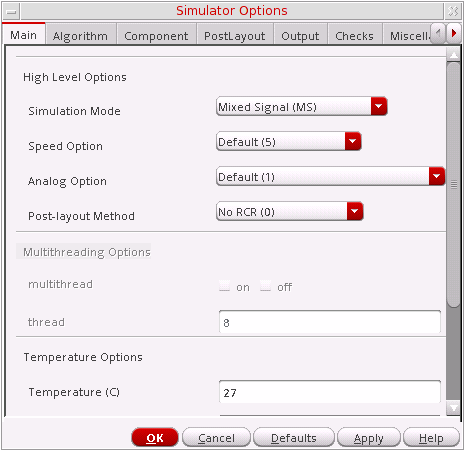 Simulator Options
Main Algorithm Component PostLayout Output Checks
High Level Options
Simulation Mode Mixed Signal (MS)
Speed Option Default (5)
Analog Option Default (1)
Post-layout Method No RCR (0)
Multithreading Options
multithread on off
thread 8
Temperature Options
Temperature (C) 27
OK Cancel Defaults Apply Help